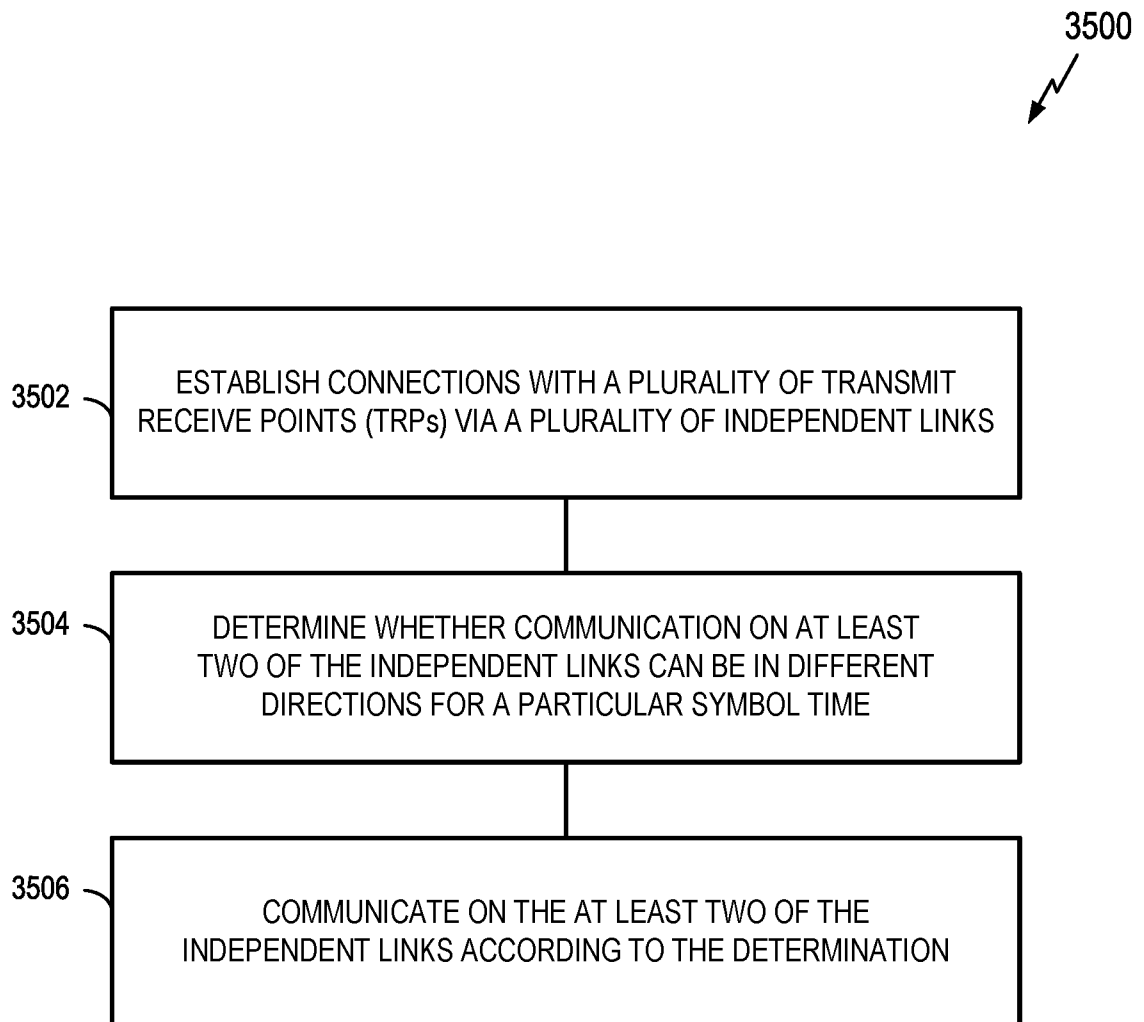 3500
3502
ESTABLISH CONNECTIONS WITH A PLURALITY OF TRANSMIT
RECEIVE POINTS (TRPs) VIA A PLURALITY OF INDEPENDENT LINKS
3504
DETERMINE WHETHER COMMUNICATION ON AT LEAST
TWO OF THE INDEPENDENT LINKS CAN BE IN DIFFERENT
DIRECTIONS FOR A PARTICULAR SYMBOL TIME
3506
COMMUNICATE ON THE AT LEAST TWO OF THE
INDEPENDENT LINKS ACCORDING TO THE DETERMINATION